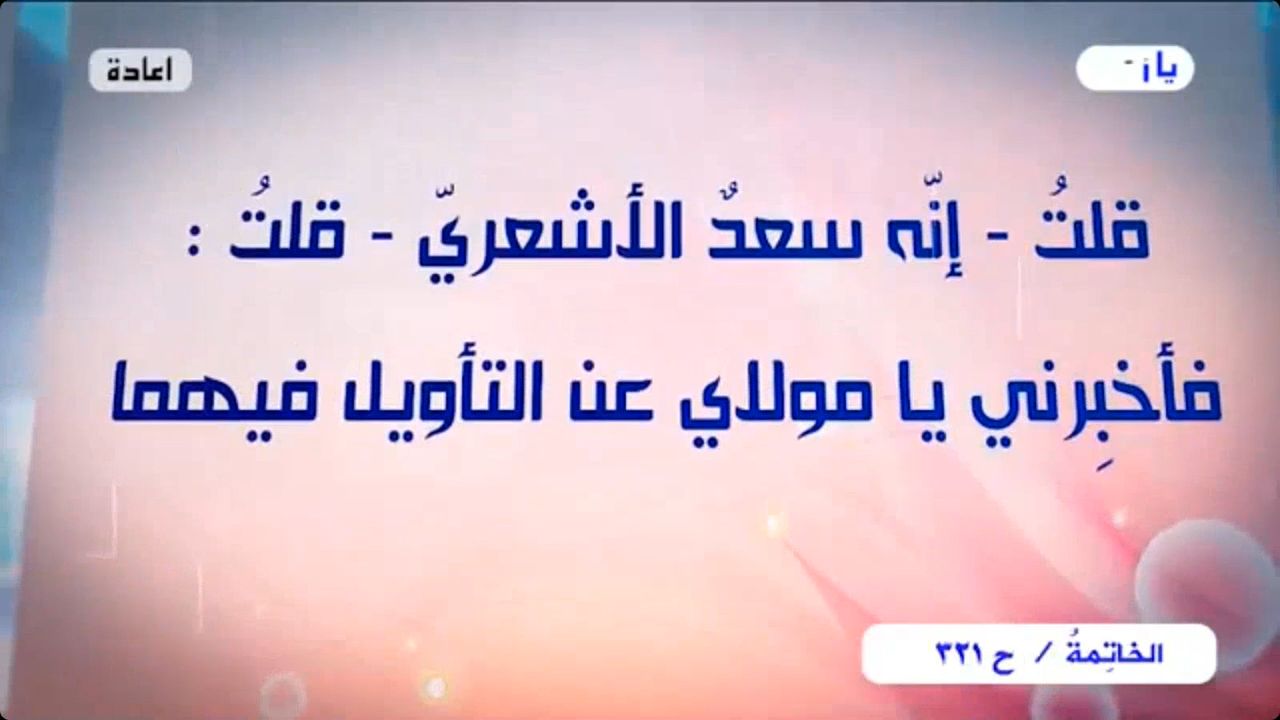 اعادة
قلتُ - إنّه سعدٌ الأشعريّ - قلتُ :
فأخبِرني يا مولاي عن التأويل فيهما
الخاتِمةُ / ح ٣٢١